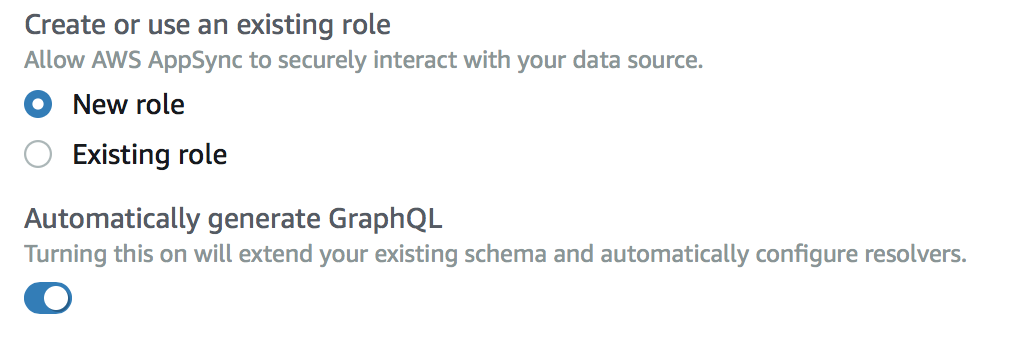 Create or use an existing role
Allow AWS AppSync to securely interact with your data source.
New role
Existing role
Automatically generate GraphQL
Turning this on will extend your existing schema and automatically configure resolvers.